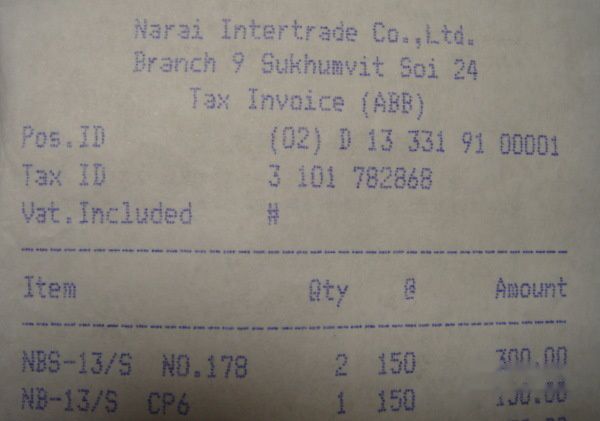 Narai Intertrade Co.,Ltd.
Branch 9 Sukhumvit Soi 24
Tax Invoice (ABB)
Pos.ID (02) D 13 331 91 00001
Tax ID 3 101 782868
Vat.Included #
Item Qty @ Amount
NBS-13/S NO.178 2 150 300.00
NB-13/S CP6 1 150 150.00